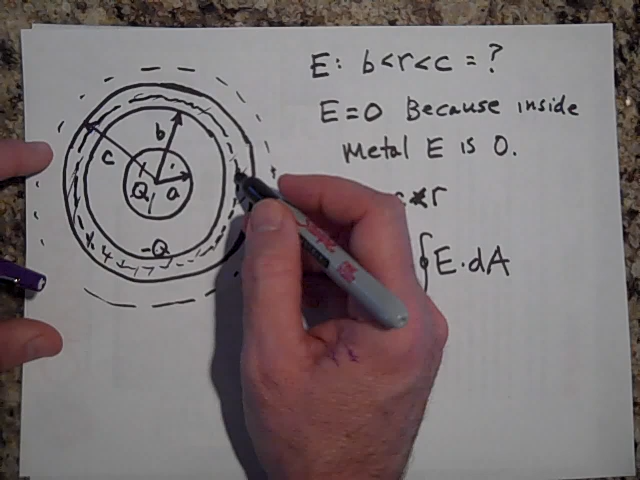 E: b<r<c = ?
E=0 Because inside
Metal E is 0.
r
∮E·dA
b
c
Q
a
-Q